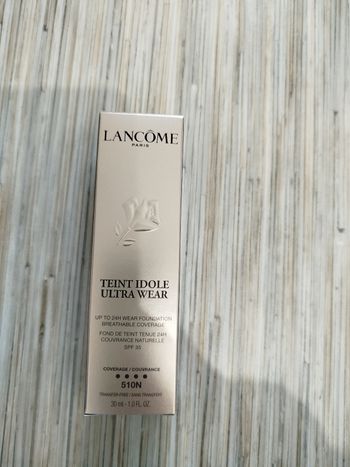 LANCÔME
PARIS
TEINT IDOLE
ULTRA WEAR
UP TO 24H WEAR FOUNDATION
BREATHABLE COVERAGE
FOND DE TEINT TENUE 24H
COUVRANCE NATURELLE
SPF 35
COVERAGE / COUVRANCE
510N
TRANSFER-FREE / SANS TRANSFERT
30 ml - 1.0 FL. OZ.